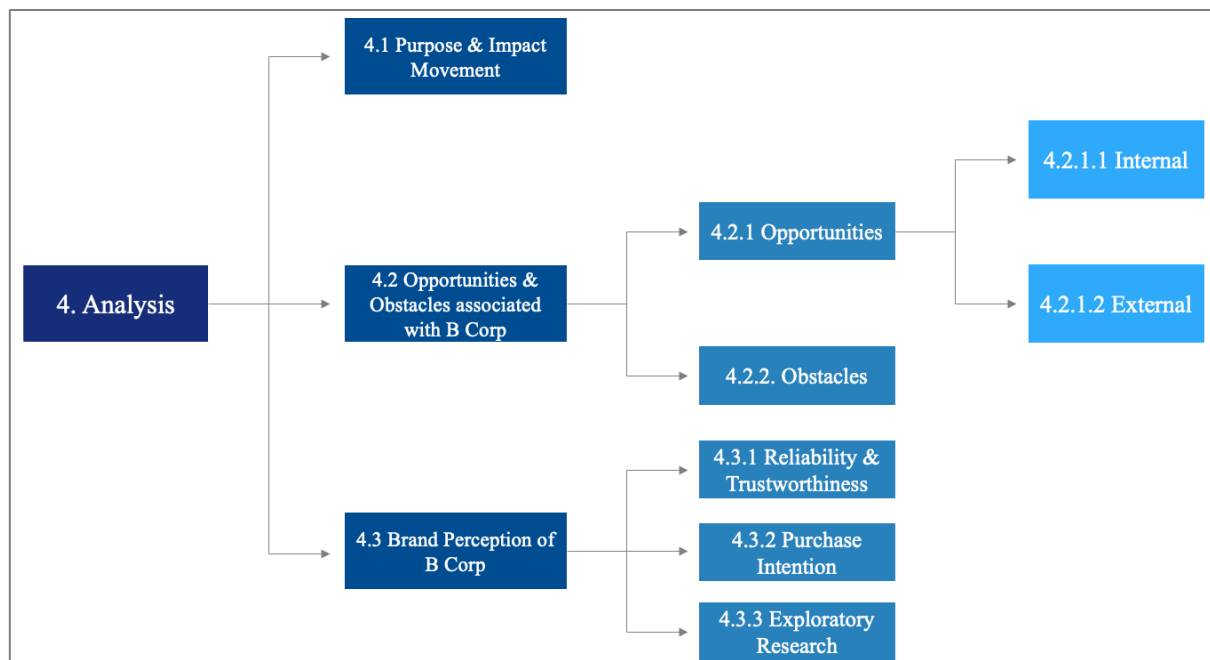 4. Analysis
4.1 Purpose & Impact
Movement
4.2 Opportunities &
Obstacles associated
with B Corp
4.2.1 Opportunities
4.2.1.1 Internal
4.2.1.2 External
4.2.2. Obstacles
4.3 Brand Perception of
B Corp
4.3.1 Reliability &
Trustworthiness
4.3.2 Purchase
Intention
4.3.3 Exploratory
Research